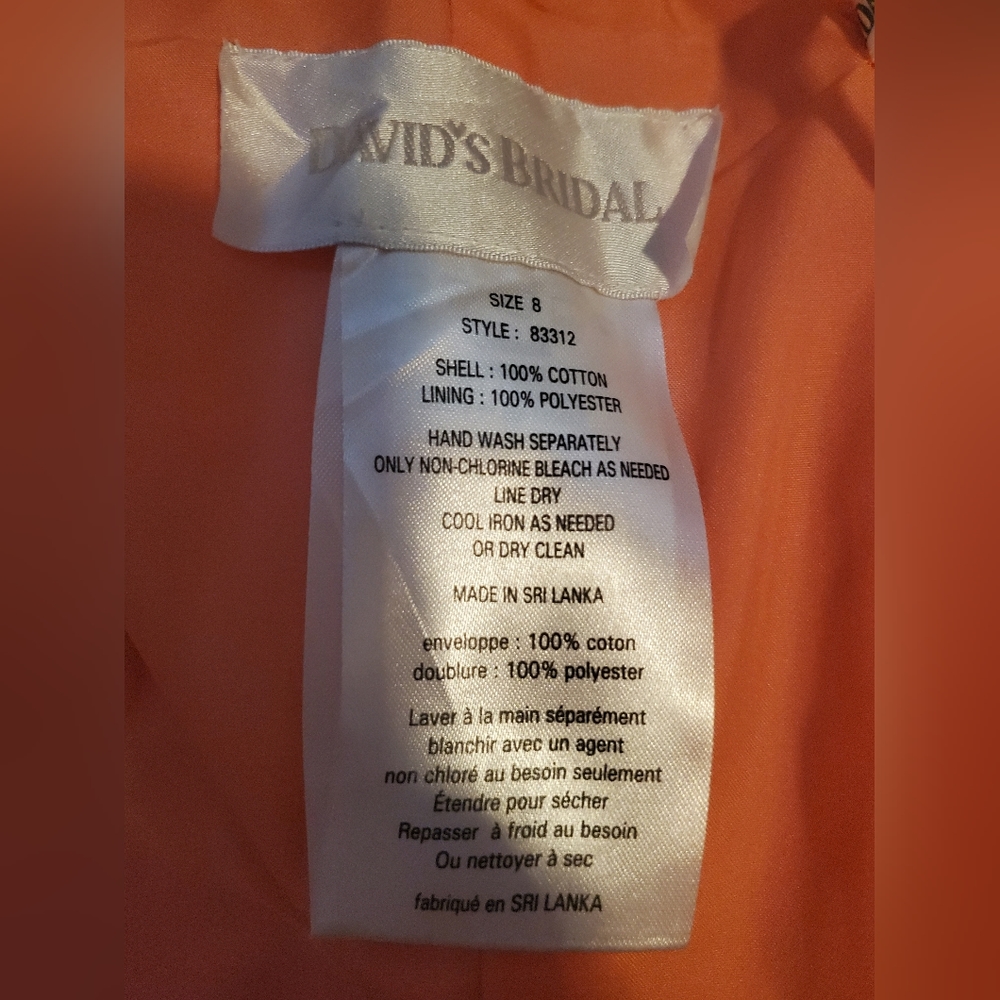 DAVID'S BRIDAL
SIZE 8
STYLE : 83312
SHELL : 100% COTTON
LINING : 100% POLYESTER
HAND WASH SEPARATELY
ONLY NON-CHLORINE BLEACH AS NEEDED
LINE DRY
COOL IRON AS NEEDED
OR DRY CLEAN
MADE IN SRI LANKA
enveloppe : 100% coton
doublure : 100% polyester
Laver à la main séparément
blanchir avec un agent
non chloré au besoin seulement
Étendre pour sécher
Repasser à froid au besoin
Ou nettoyer à sec
fabriqué en SRI LANKA